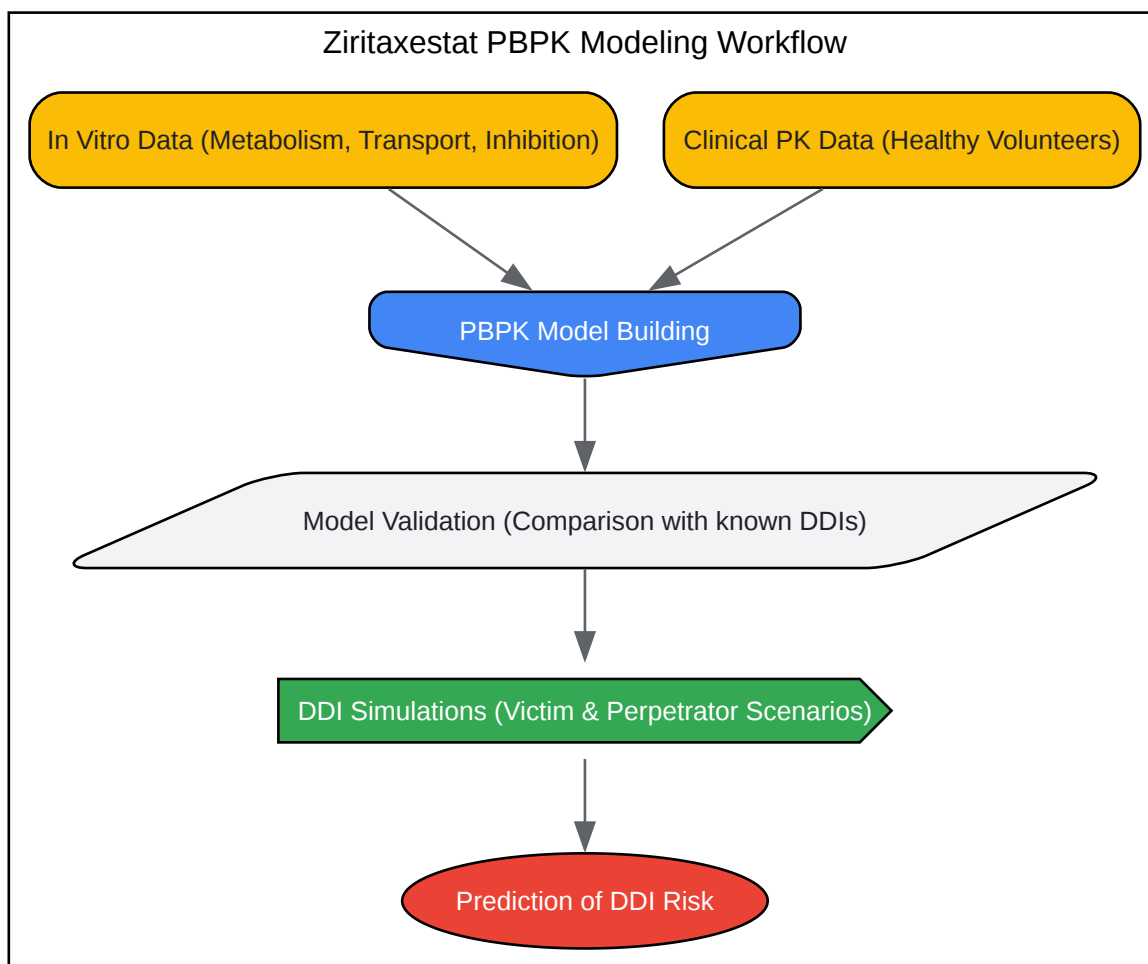 Ziritaxestat PBPK Modeling Workflow
In Vitro Data (Metabolism, Transport, Inhibition)
Clinical PK Data (Healthy Volunteers)
PBPK Model Building
Model Validation (Comparison with known DDIs)
DDI Simulations (Victim & Perpetrator Scenarios)
Prediction of DDI Risk